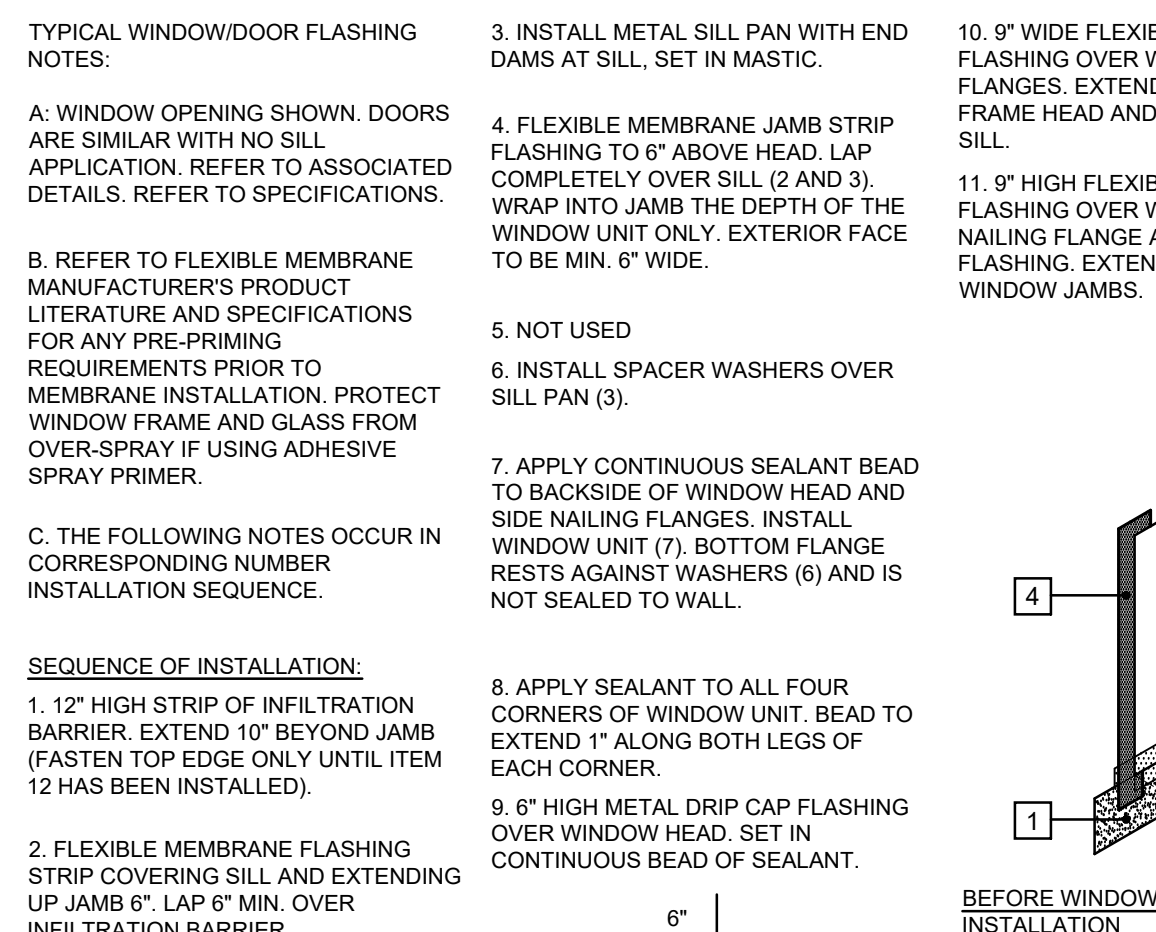 TYPICAL WINDOW/DOOR FLASHING
NOTES:
A: WINDOW OPENING SHOWN. DOORS
ARE SIMILAR WITH NO SILL
APPLICATION. REFER TO ASSOCIATED
DETAILS. REFER TO SPECIFICATIONS.
B. REFER TO FLEXIBLE MEMBRANE
MANUFACTURER'S PRODUCT
LITERATURE AND SPECIFICATIONS
FOR ANY PRE-PRIMING
REQUIREMENTS PRIOR TO
MEMBRANE INSTALLATION. PROTECT
WINDOW FRAME AND GLASS FROM
OVER-SPRAY IF USING ADHESIVE
SPRAY PRIMER.
C. THE FOLLOWING NOTES OCCUR IN
CORRESPONDING NUMBER
INSTALLATION SEQUENCE.
SEQUENCE OF INSTALLATION:
1. 12" HIGH STRIP OF INFILTRATION
BARRIER. EXTEND 10" BEYOND JAMB
(FASTEN TOP EDGE ONLY UNTIL ITEM
12 HAS BEEN INSTALLED).
2. FLEXIBLE MEMBRANE FLASHING
STRIP COVERING SILL AND EXTENDING
UP JAMB 6". LAP 6" MIN. OVER
INFILTRATION BARRIER
3. INSTALL METAL SILL PAN WITH END
DAMS AT SILL, SET IN MASTIC.
4. FLEXIBLE MEMBRANE JAMB STRIP
FLASHING TO 6" ABOVE HEAD. LAP
COMPLETELY OVER SILL (2 AND 3).
WRAP INTO JAMB THE DEPTH OF THE
WINDOW UNIT ONLY. EXTERIOR FACE
TO BE MIN. 6" WIDE.
5. NOT USED
6. INSTALL SPACER WASHERS OVER
SILL PAN (3).
7. APPLY CONTINUOUS SEALANT BEAD
TO BACKSIDE OF WINDOW HEAD AND
SIDE NAILING FLANGES. INSTALL
WINDOW UNIT (7). BOTTOM FLANGE
RESTS AGAINST WASHERS (6) AND IS
NOT SEALED TO WALL.
8. APPLY SEALANT TO ALL FOUR
CORNERS OF WINDOW UNIT. BEAD TO
EXTEND 1" ALONG BOTH LEGS OF
EACH CORNER.
9. 6" HIGH METAL DRIP CAP FLASHING
OVER WINDOW HEAD. SET IN
CONTINUOUS BEAD OF SEALANT.
6"
10. 9" WIDE
FLASHING OVER
FLANGES.
FRAME HEAD AND
SILL.
11. 9" HIGH
FLASHING OVER
NAILING FLANGE
FLASHING.
WINDOW JAMBS.
4
1
BEFORE WINDOW
INSTALLATION